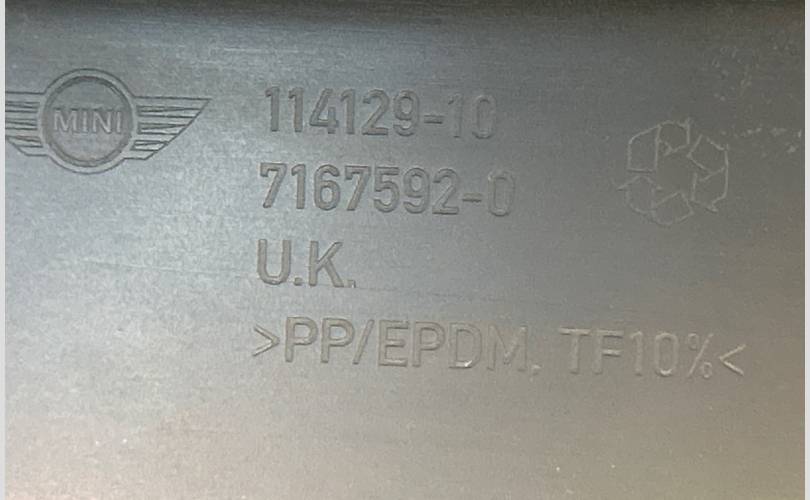 MINI
114129-10
7167592-0
U.K.
>PP/EPDM, TF10%<